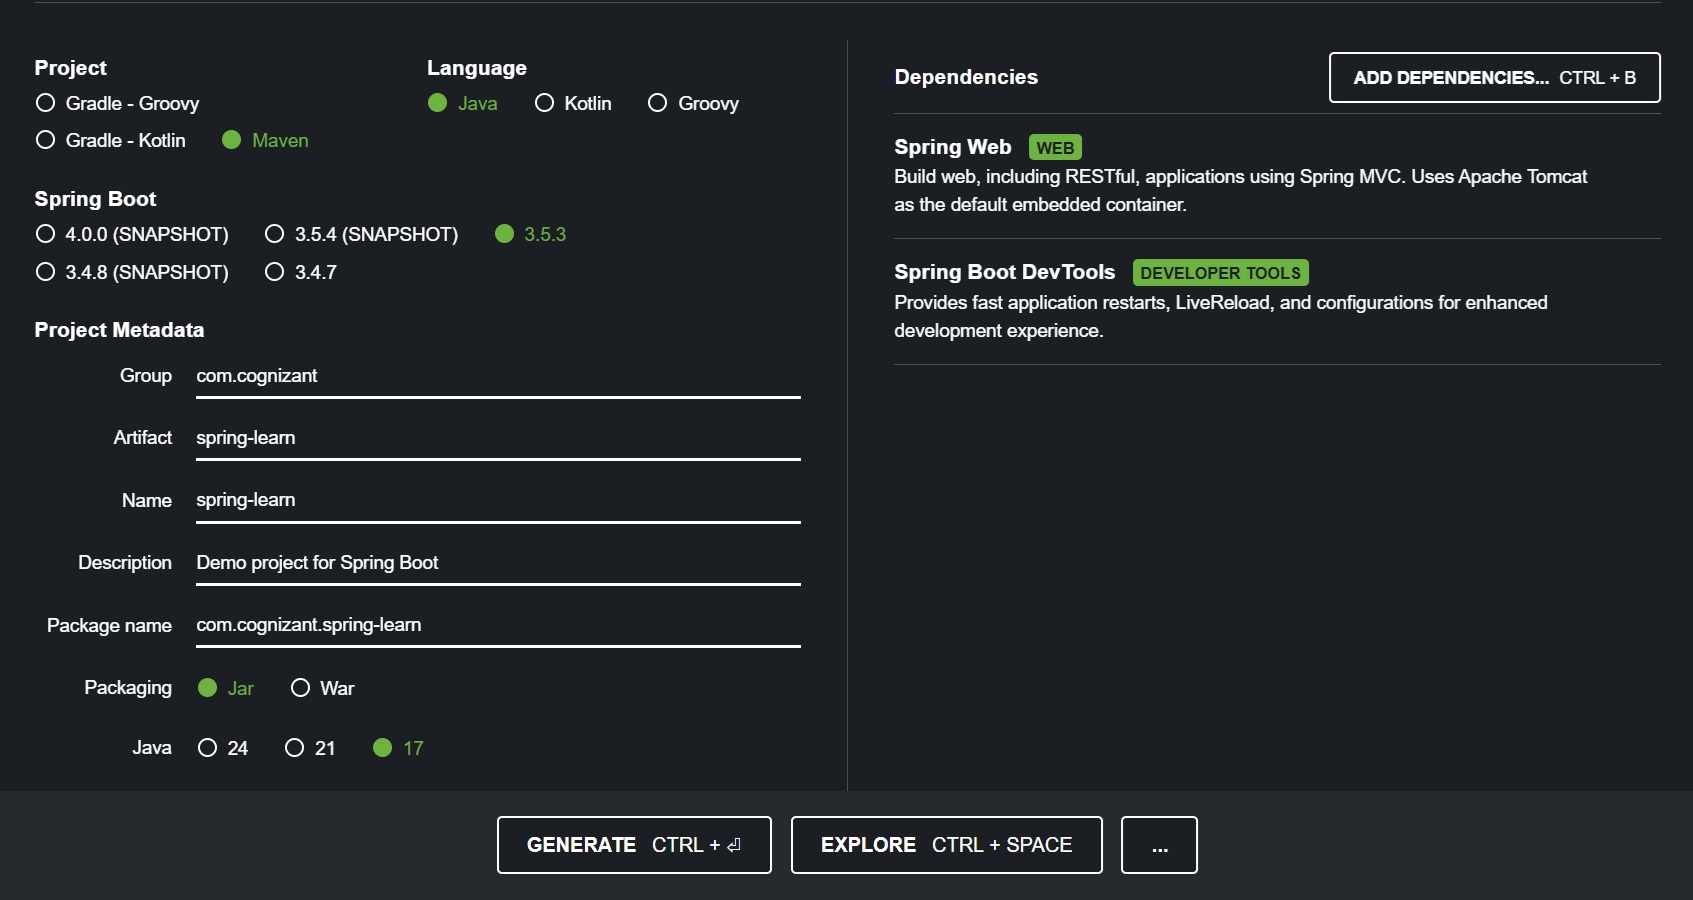 Project
Gradle - Groovy
Gradle - Kotlin Maven
Language
Java Kotlin Groovy
Spring Boot
4.0.0 (SNAPSHOT) 3.5.4 (SNAPSHOT) 3.5.3
3.4.8 (SNAPSHOT) 3.4.7
Project Metadata
Group com.cognizant
Artifact spring-learn
Name spring-learn
Description Demo project for Spring Boot
Package name com.cognizant.spring-learn
Packaging Jar War
Java 24 21 17
Dependencies ADD DEPENDENCIES... CTRL + B
Spring Web WEB
Build web, including RESTful, applications using Spring MVC. Uses Apache Tomcat
as the default embedded container.
Spring Boot DevTools DEVELOPER TOOLS
Provides fast application restarts, LiveReload, and configurations for enhanced
development experience.
GENERATE CTRL + ⏎ EXPLORE CTRL + SPACE ...